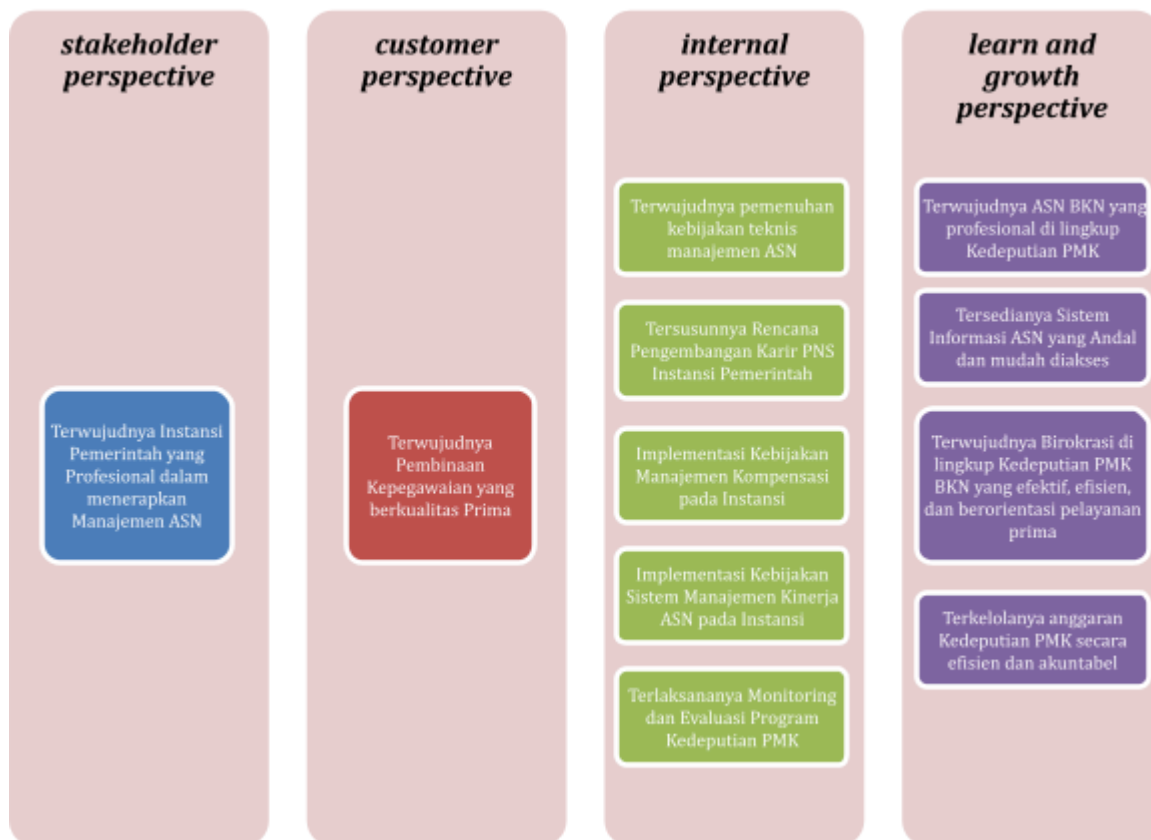 stakeholder
perspective
Terwujudnya Instansi
Pemerintah yang
Profesional dalam
menerapkan
Manajemen ASN
customer
perspective
Terwujudnya
Pembinaan
Kepegawaian yang
berkualitas Prima
internal
perspective
Terwujudnya pemenuhan
kebijakan teknis
manajemen ASN
Tersusunnya Rencana
Pengembangan Karir PNS
Instansi Pemerintah
Implementasi Kebijakan
Manajemen Kompensasi
pada Instansi
Implementasi Kebijakan
Sistem Manajemen Kinerja
ASN pada Instansi
Terlaksananya Monitoring
dan Evaluasi Program
Kedeputian PMK
learn and
growth
perspective
Terwujudnya ASN BKN yang
profesional di lingkup
Kedeputian PMK
Tersedianya Sistem
Informasi ASN yang Andal
dan mudah diakses
Terwujudnya Birokrasi di
lingkup Kedeputian PMK
BKN yang efektif, efisien,
dan berorientasi pelayanan
prima
Terkelolanya anggaran
Kedeputian PMK secara
efisien dan akuntabel